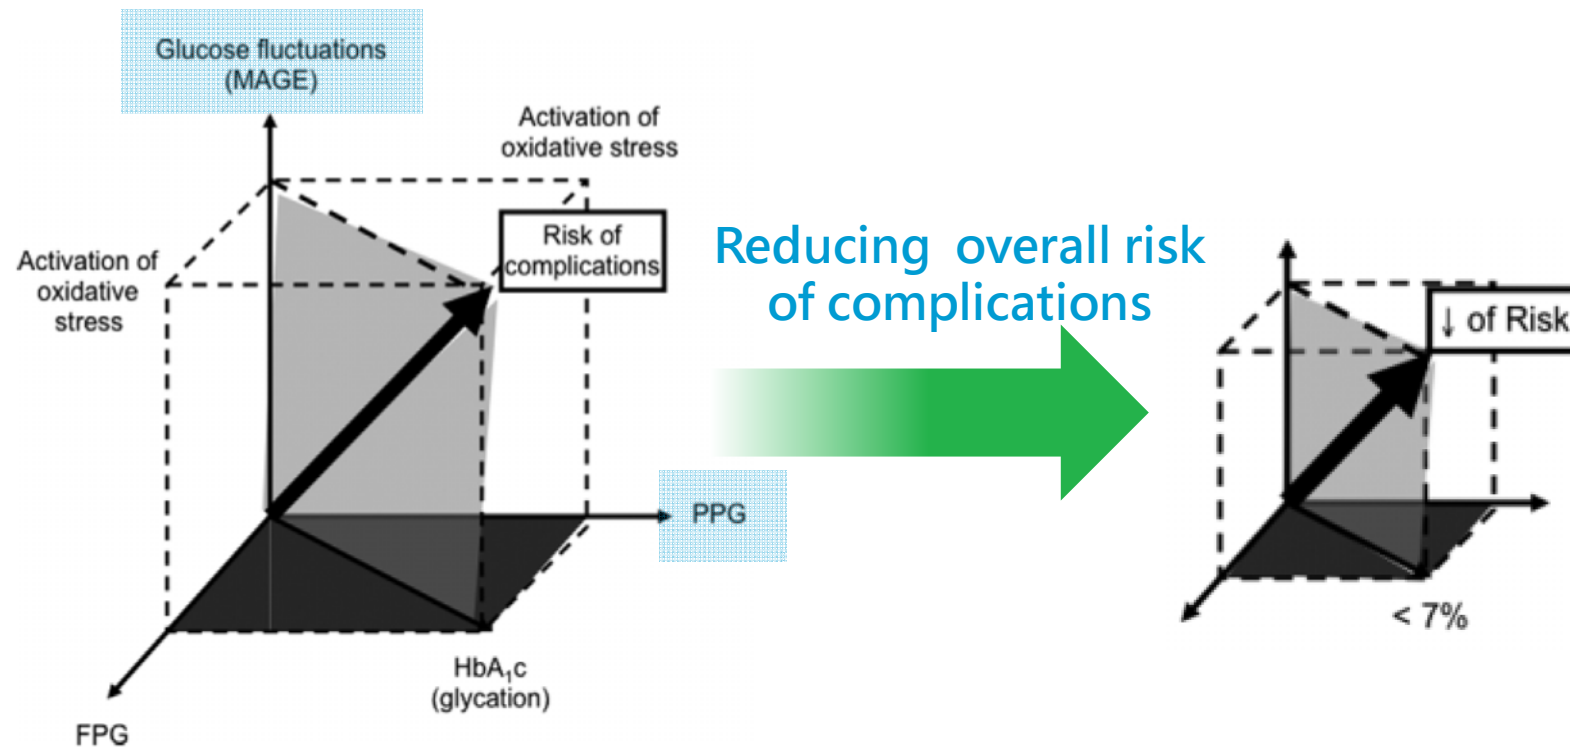 Glucose fluctuations
(MAGE)
Activation of
oxidative stress
Risk of
complications
Activation of
oxidative
stress
PPG
HbA₁c
(glycation)
FPG
Reducing overall risk
of complications
↓ of Risk
< 7%